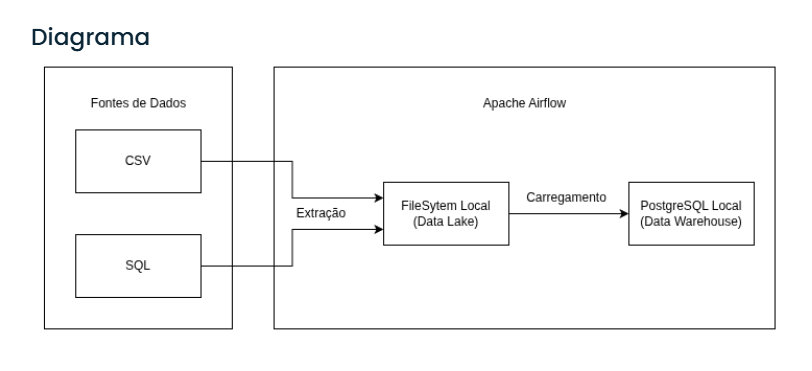 Diagrama
Fontes de Dados
CSV
SQL
Apache Airflow
Extração
FileSytem Local
(Data Lake)
Carregamento
PostgreSQL Local
(Data Warehouse)